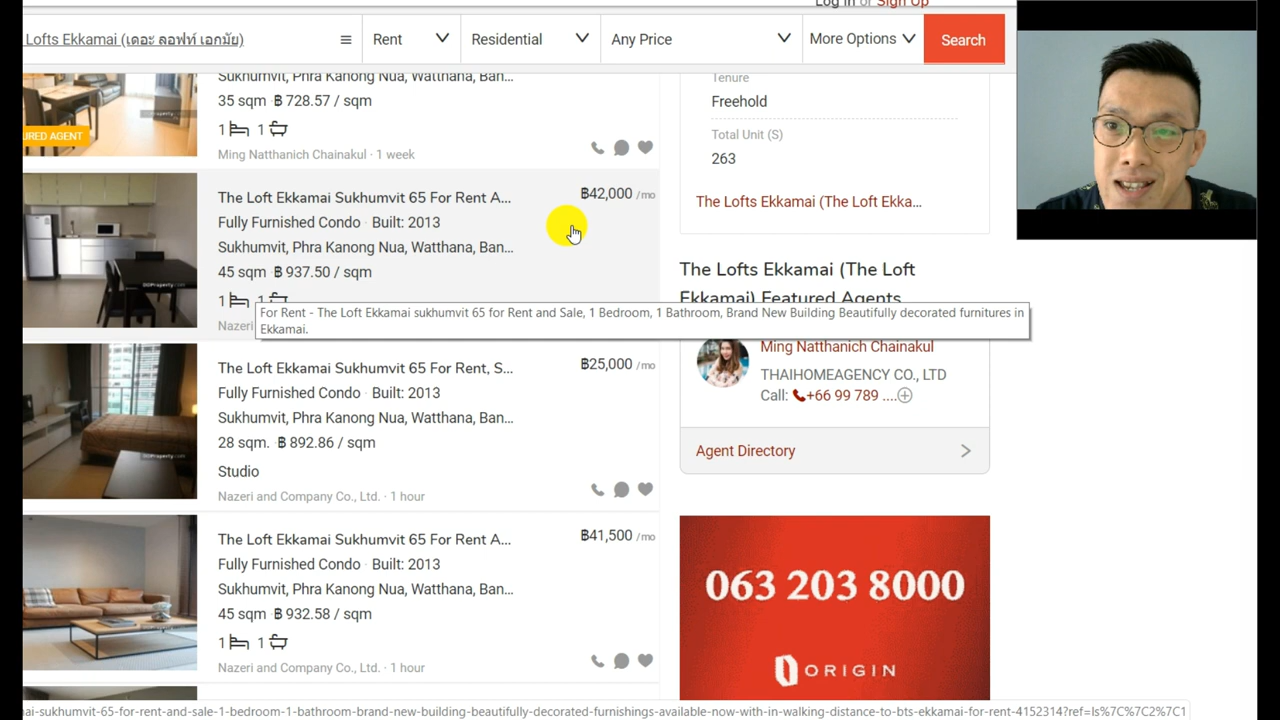 Log In or Sign Up
Lofts Ekkamai (เดอะ ลอฟท์ เอกมัย)
Rent
Residential
Any Price
More Options
Search
Sukhumvit, Phra Kanong Nua, Watthana, Ban...
35 sqm ·฿ 728.57 / sqm
1 1
URED AGENT
Ming Natthanich Chainakul · 1 week
The Loft Ekkamai Sukhumvit 65 For Rent A...
฿42,000 /mo
Fully Furnished Condo · Built: 2013
Sukhumvit, Phra Kanong Nua, Watthana, Ban...
45 sqm ·฿ 937.50 / sqm
1 1
Nazeri
For Rent - The Loft Ekkamai sukhumvit 65 for Rent and Sale, 1 Bedroom, 1 Bathroom, Brand New Building Beautifully decorated furnitures in
Ekkamai.
The Loft Ekkamai Sukhumvit 65 For Rent, S...
฿25,000 /mo
Fully Furnished Condo · Built: 2013
Sukhumvit, Phra Kanong Nua, Watthana, Ban...
28 sqm. ·฿ 892.86 / sqm
Studio
Nazeri and Company Co., Ltd. · 1 hour
The Loft Ekkamai Sukhumvit 65 For Rent A...
฿41,500 /mo
Fully Furnished Condo · Built: 2013
Sukhumvit, Phra Kanong Nua, Watthana, Ban...
45 sqm ·฿ 932.58 / sqm
1 1
Nazeri and Company Co., Ltd. · 1 hour
Tenure
Freehold
Total Unit (S)
263
The Lofts Ekkamai (The Loft Ekka...
The Lofts Ekkamai (The Loft
Ekkamai) Featured Agents
Ming Natthanich Chainakul
THAIHOMEAGENCY CO., LTD
Call: +66 99 789 ....
Agent Directory
063 203 8000
ORIGIN
ai-sukhumvit-65-for-rent-and-sale-1-bedroom-1-bathroom-brand-new-building-beautifully-decorated-furnishings-available-now-with-in-walking-distance-to-bts-ekkamai-for-rent-4152314?ref=ls%7C%7C2%7C1